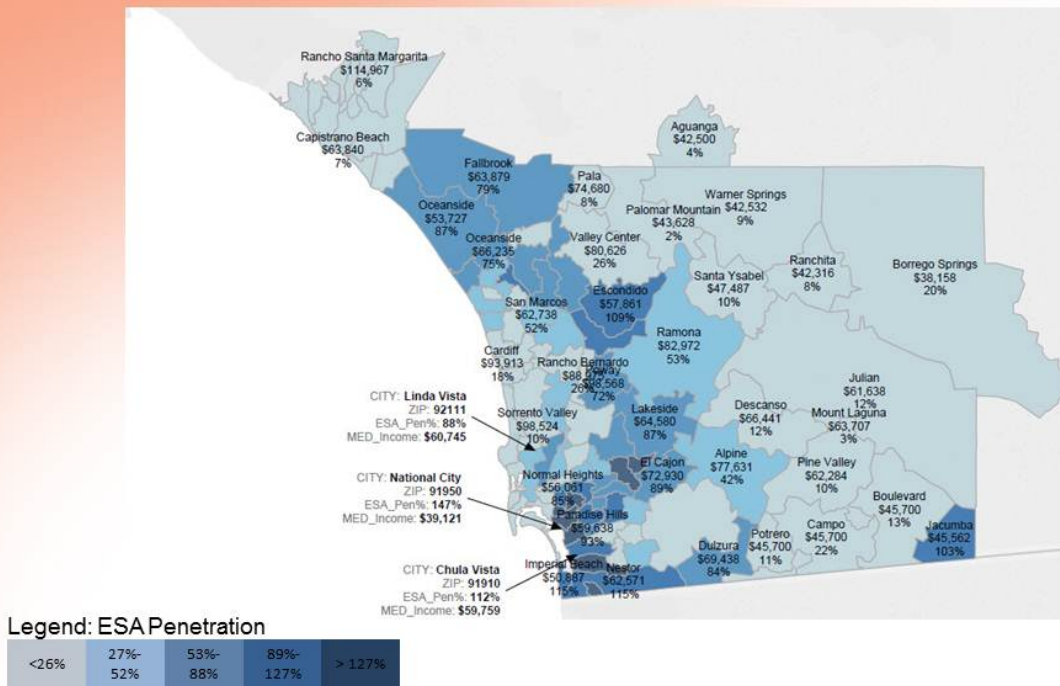 Rancho Santa Margarita
$114,967
6%
Capistrano Beach
$63,840
7%
Aguanga
$42,500
4%
Fallbrook
$63,879
79%
Pala
$74,680
8%
Warner Springs
$42,532
9%
Oceanside
$53,727
87%
Palomar Mountain
$43,628
2%
Oceanside
$66,235
75%
Valley Center
$80,626
26%
Ranchita
$42,316
8%
Borrego Springs
$38,158
20%
Santa Ysabel
$47,487
10%
Escondido
$57,861
109%
San Marcos
$62,738
52%
Ramona
$82,972
53%
Cardiff
$93,913
18%
Rancho Bernardo
26%
Poway
$98,568
72%
Julian
$61,638
12%
CITY: Linda Vista
ZIP: 92111
ESA_Pen%: 88%
MED_Income: $60,745
Sorrento Valley
$98,524
10%
Lakeside
$64,580
87%
Descanso
$66,441
12%
Mount Laguna
$63,707
3%
Alpine
$77,631
42%
El Cajon
$72,930
89%
Pine Valley
$62,284
10%
CITY: National City
ZIP: 91950
ESA_Pen%: 147%
MED_Income: $39,121
Normal Heights
$56,061
85%
Paradise Hills
$59,638
93%
Boulevard
$45,700
13%
Jacumba
$45,562
103%
Campo
$45,700
22%
Potrero
$45,700
11%
Dulzura
$69,438
84%
CITY: Chula Vista
ZIP: 91910
ESA_Pen%: 112%
MED_Income: $59,759
Imperial Beach
$50,887
115%
Nestor
$62,571
115%
Legend: ESA Penetration
<26%
27%-
52%
53%-
88%
89%-
127%
> 127%